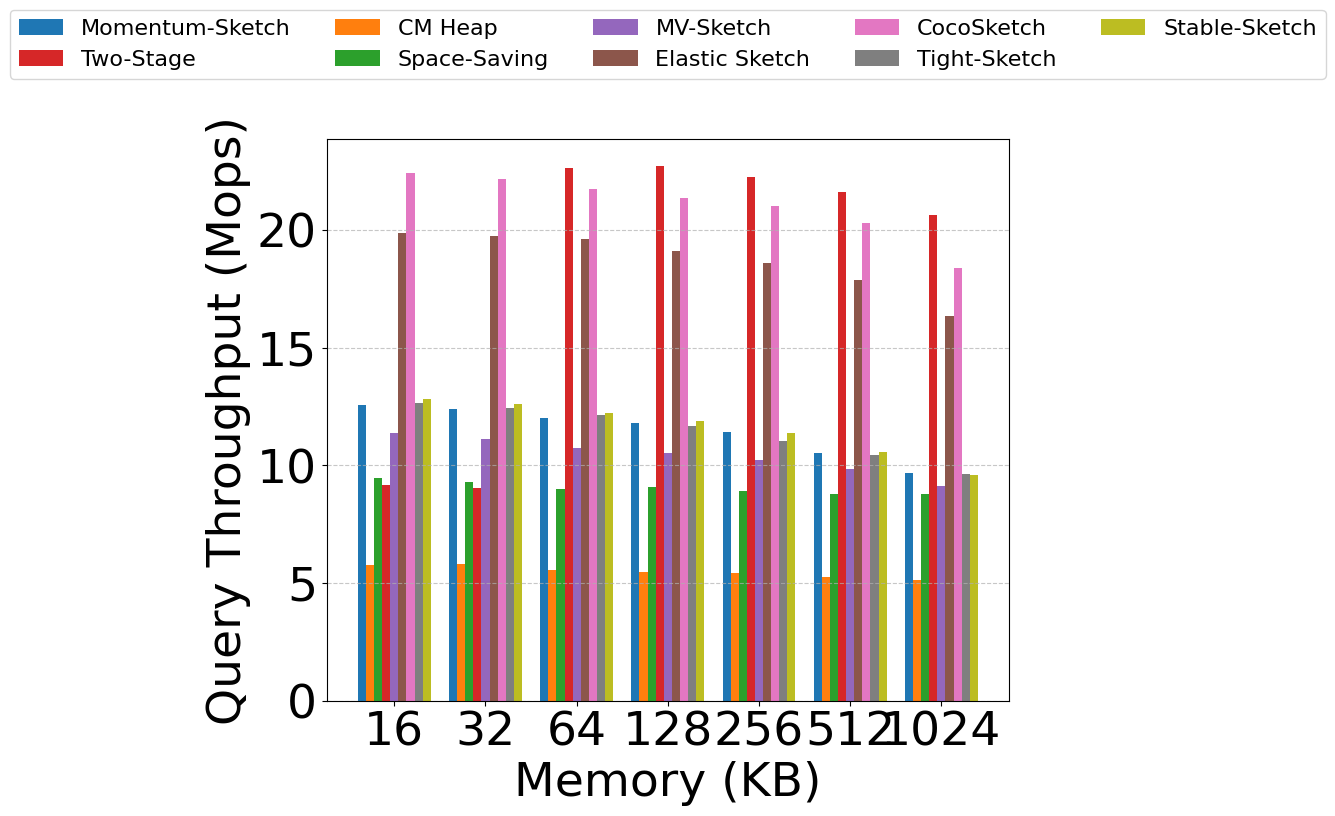 Momentum-Sketch CM Heap MV-Sketch CocoSketch Stable-Sketch
Two-Stage Space-Saving Elastic Sketch Tight-Sketch
Query Throughput (Mops)
20
15
10
5
0
16 32 64 128 256 512 1024
Memory (KB)